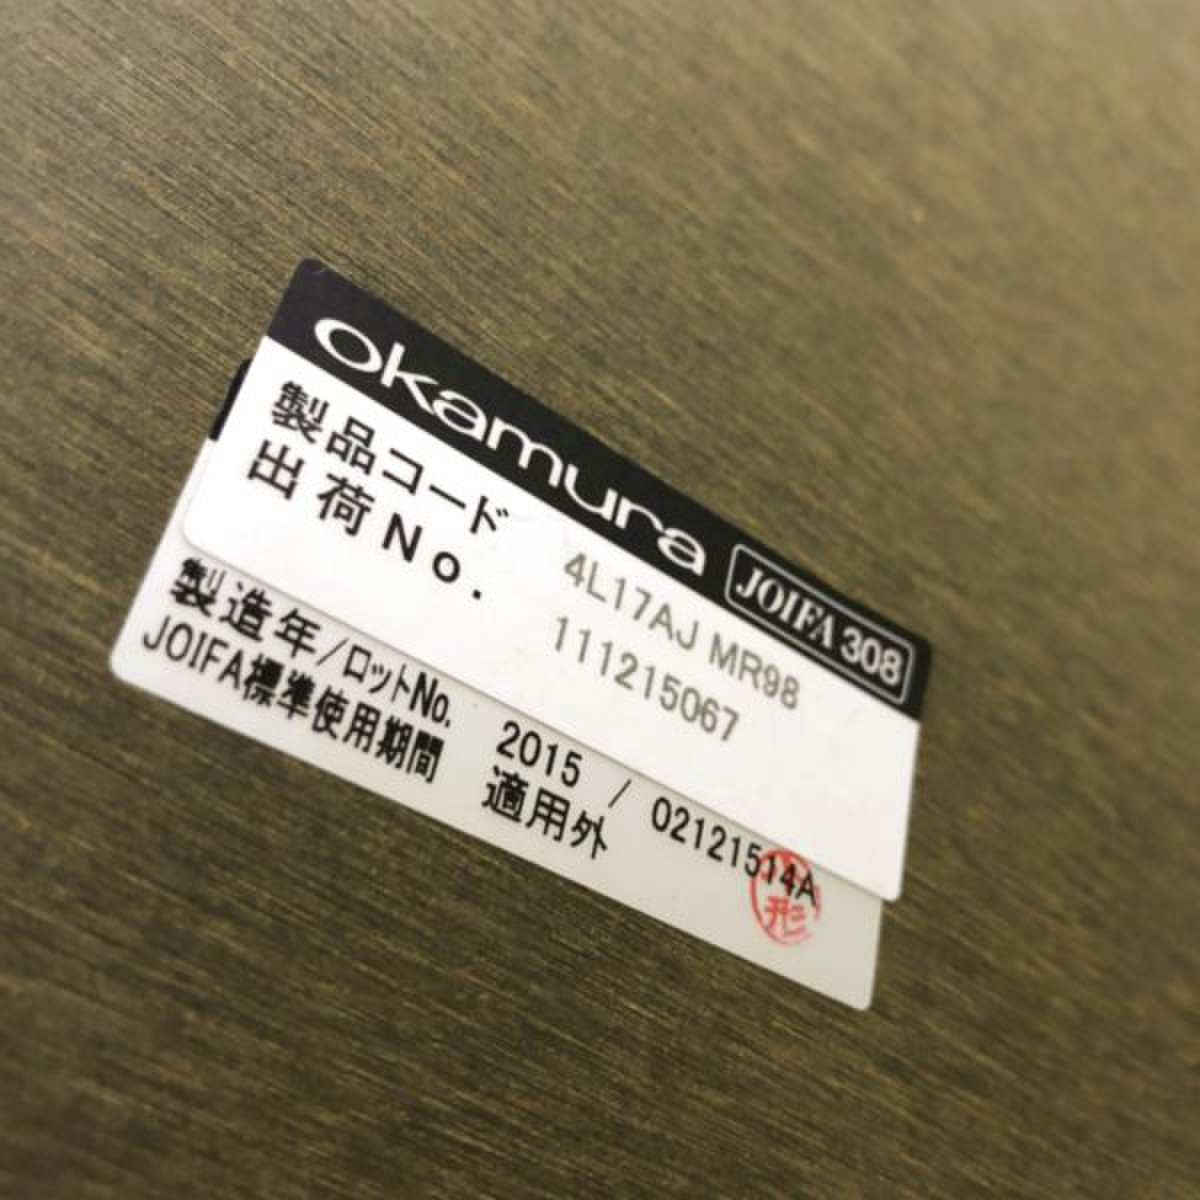 Okamura JOIFA 308
製品コード 4L17AJ MR98
出荷No. 111215067
製造年/ロットNo. 2015 / 02121514A
JOIFA標準使用期間 適用外